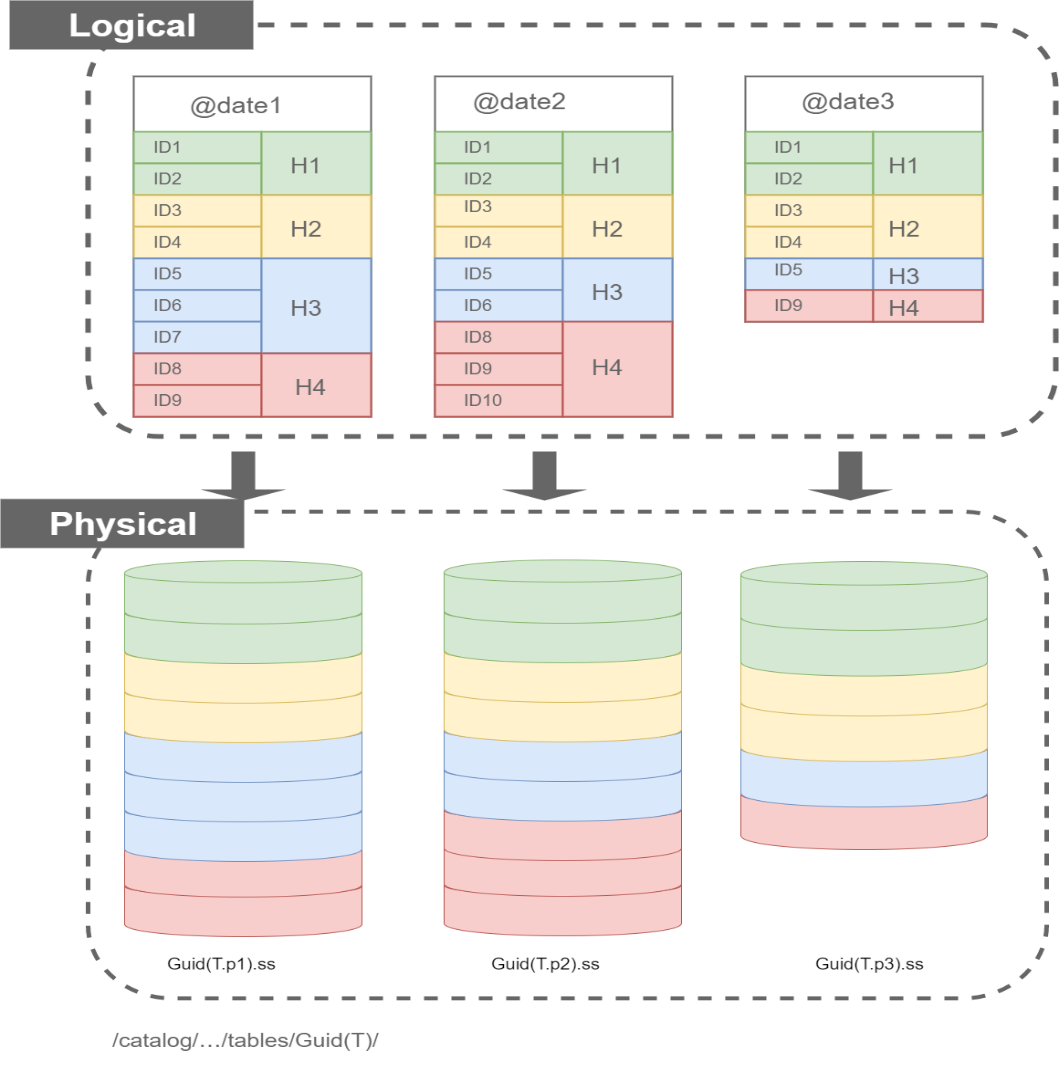 Logical
@date1
@date2
@date3
ID1
ID2
H1
ID3
ID4
H2
ID5
ID6
ID7
H3
ID8
ID9
H4
ID1
ID2
H1
ID3
ID4
H2
ID5
ID6
H3
ID8
ID9
ID10
H4
ID1
ID2
H1
ID3
ID4
H2
ID5
H3
ID9
H4
Physical
Guid(T.p1).ss
Guid(T.p2).ss
Guid(T.p3).ss
/catalog/…/tables/Guid(T)/